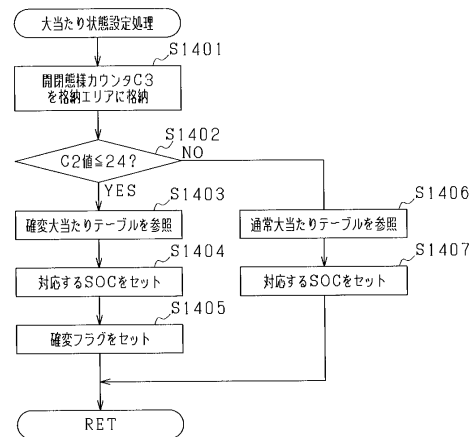 大当たり状態設定処理
S1401
開閉態様カウンタC3
を格納エリアに格納
S1402
C2値≦24?
NO
YES
S1403
確変大当たりテーブルを参照
S1404
対応するSOCをセット
S1405
確変フラグをセット
S1406
通常大当たりテーブルを参照
S1407
対応するSOCをセット
RET